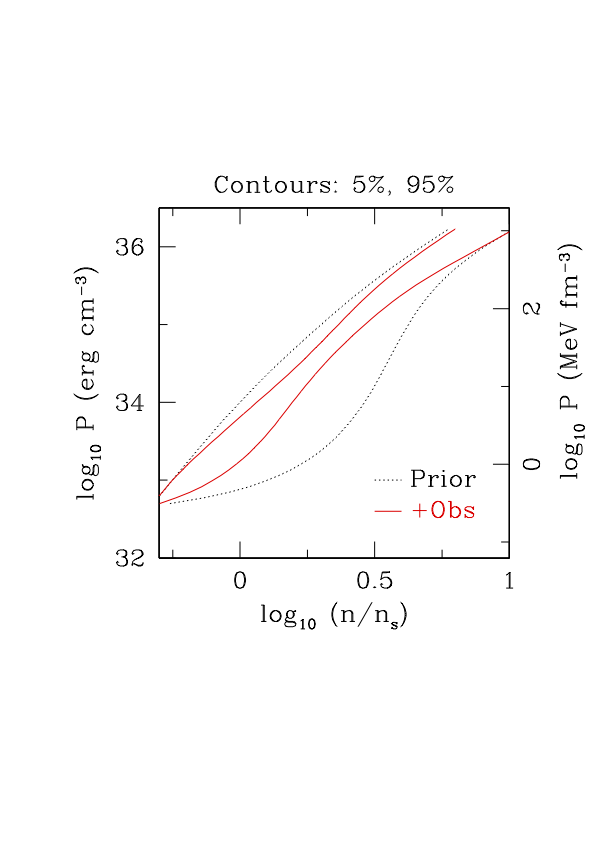 Contours: 5%, 95%
36
34
32
log₁₀ P (erg cm⁻³)
2
0
log₁₀ P (MeV fm⁻³)
Prior
+Obs
0 0.5 1
log₁₀ (n/nₛ)